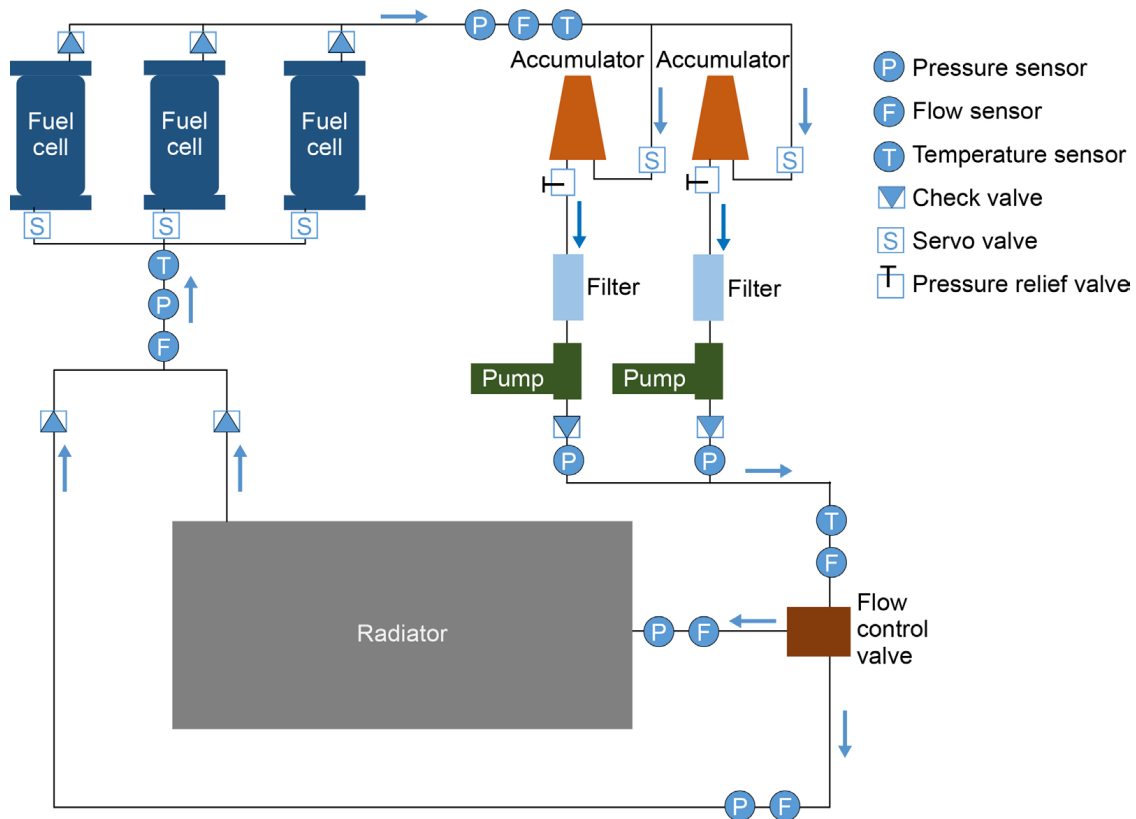 P F T
Accumulator Accumulator
Fuel cell
Fuel cell
Fuel cell
S S
S S S
T
P
F
Filter Filter
Pump Pump
P P
T
F
Radiator
P F
Flow control valve
P F
P Pressure sensor
F Flow sensor
T Temperature sensor
Check valve
S Servo valve
Pressure relief valve